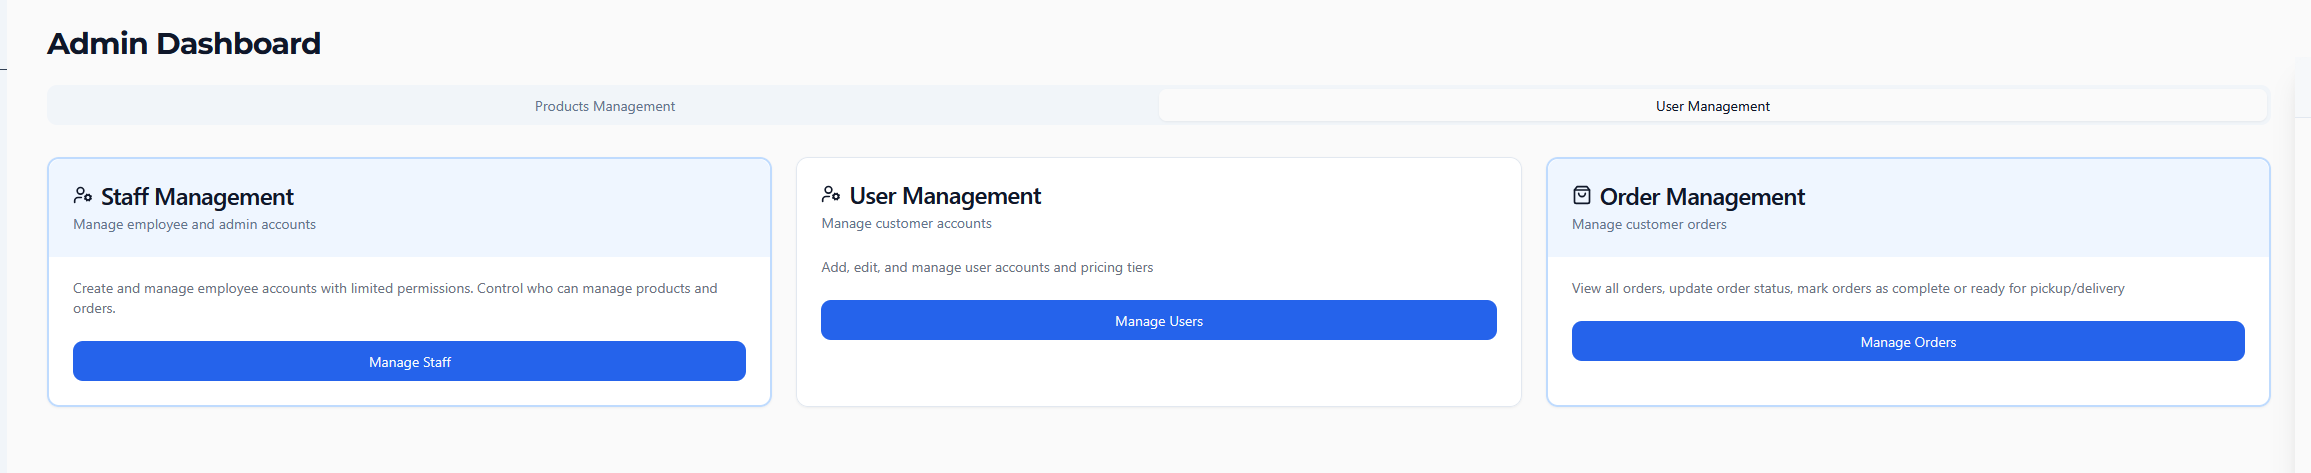 Admin Dashboard
Products Management
User Management
Staff Management
Manage employee and admin accounts
Create and manage employee accounts with limited permissions. Control who can manage products and
orders.
Manage Staff
User Management
Manage customer accounts
Add, edit, and manage user accounts and pricing tiers
Manage Users
Order Management
Manage customer orders
View all orders, update order status, mark orders as complete or ready for pickup/delivery
Manage Orders